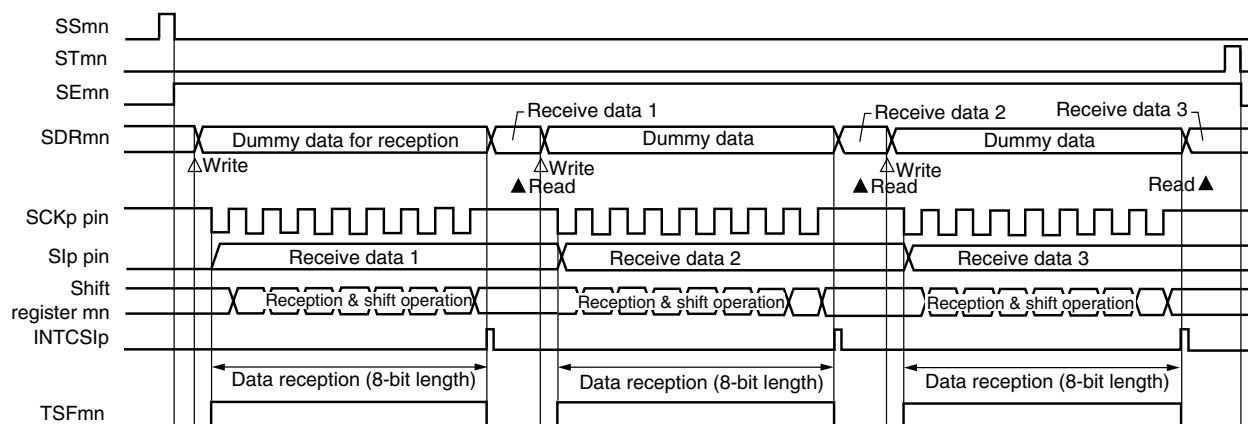 SSmn
STmn
SEmn
Receive data 1
Receive data 2
Receive data 3
SDRmn
Dummy data for reception
Dummy data
Dummy data
Write
Write
Write
Read
Read
Read
SCKp pin
SIp pin
Receive data 1
Receive data 2
Receive data 3
Shift
register mn
Reception & shift operation
Reception & shift operation
Reception & shift operation
INTCSIp
Data reception (8-bit length)
Data reception (8-bit length)
Data reception (8-bit length)
TSFmn